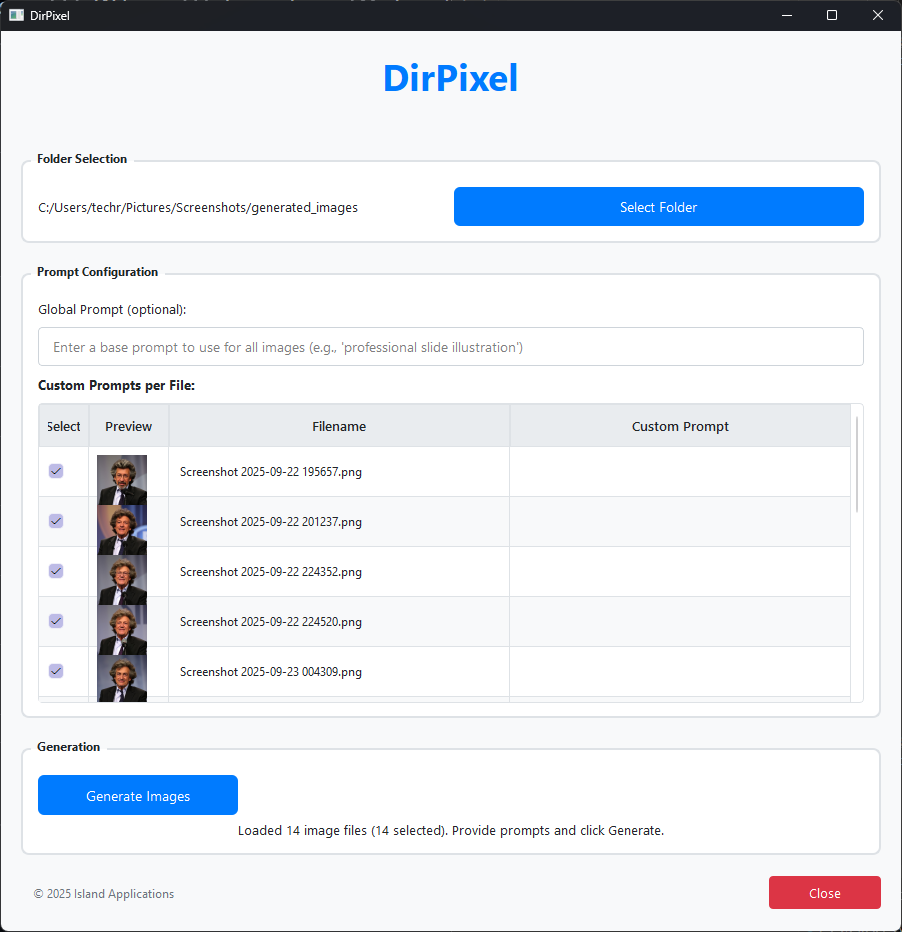 DirPixel
DirPixel
Folder Selection
C:/Users/techr/Pictures/Screenshots/generated_images
Select Folder
Prompt Configuration
Global Prompt (optional):
Enter a base prompt to use for all images (e.g., 'professional slide illustration')
Custom Prompts per File:
Select Preview Filename Custom Prompt
Screenshot 2025-09-22 195657.png
Screenshot 2025-09-22 201237.png
Screenshot 2025-09-22 224352.png
Screenshot 2025-09-22 224520.png
Screenshot 2025-09-23 004309.png
Generation
Generate Images
Loaded 14 image files (14 selected). Provide prompts and click Generate.
© 2025 Island Applications
Close